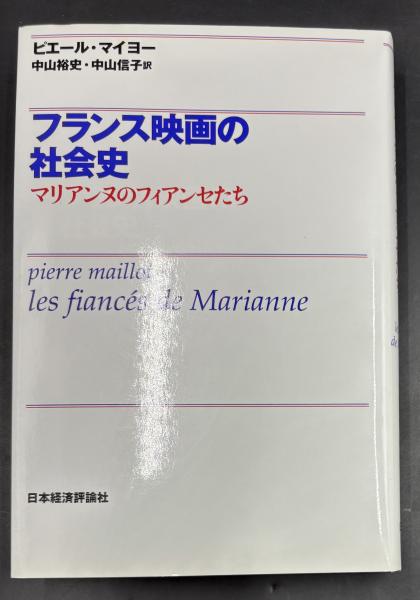 ピエール・マイヨー
中山裕史・中山信子訳
フランス映画の
社会史
マリアンヌのフィアンセたち
pierre maillot
les fiancés de Marianne
日本経済評論社